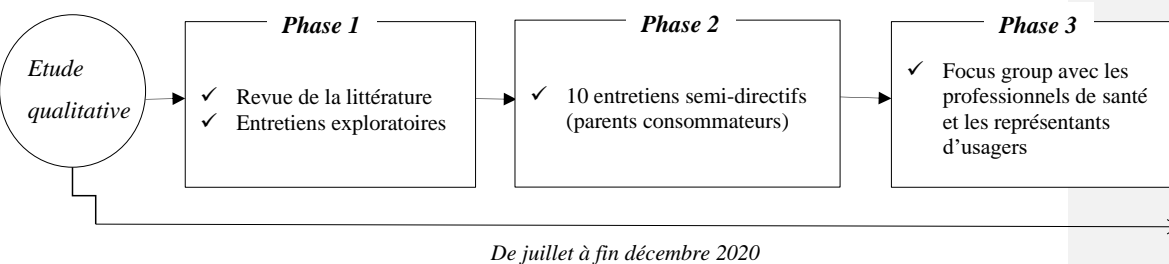 Etude
qualitative
Phase 1
✓ Revue de la littérature
✓ Entretiens exploratoires
Phase 2
✓ 10 entretiens semi-directifs
(parents consommateurs)
Phase 3
✓ Focus group avec les
professionnels de santé
et les représentants
d’usagers
De juillet à fin décembre 2020